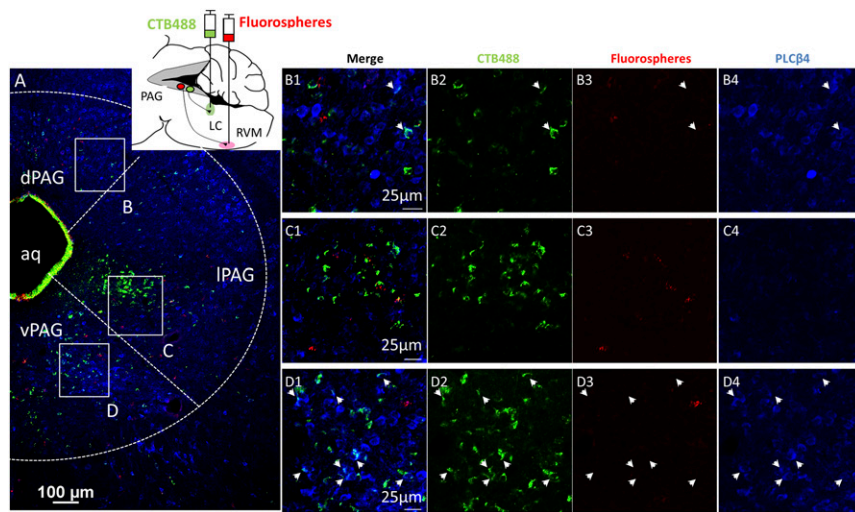 CTB488
Fluorospheres
PAG
LC
RVM
A
dPAG
B
aq
lPAG
vPAG
C
D
100 µm
Merge
CTB488
Fluorospheres
PLCβ4
B1
B2
B3
B4
25µm
25µm
C1
C2
C3
C4
D1
D2
D3
D4
25µm
25µm